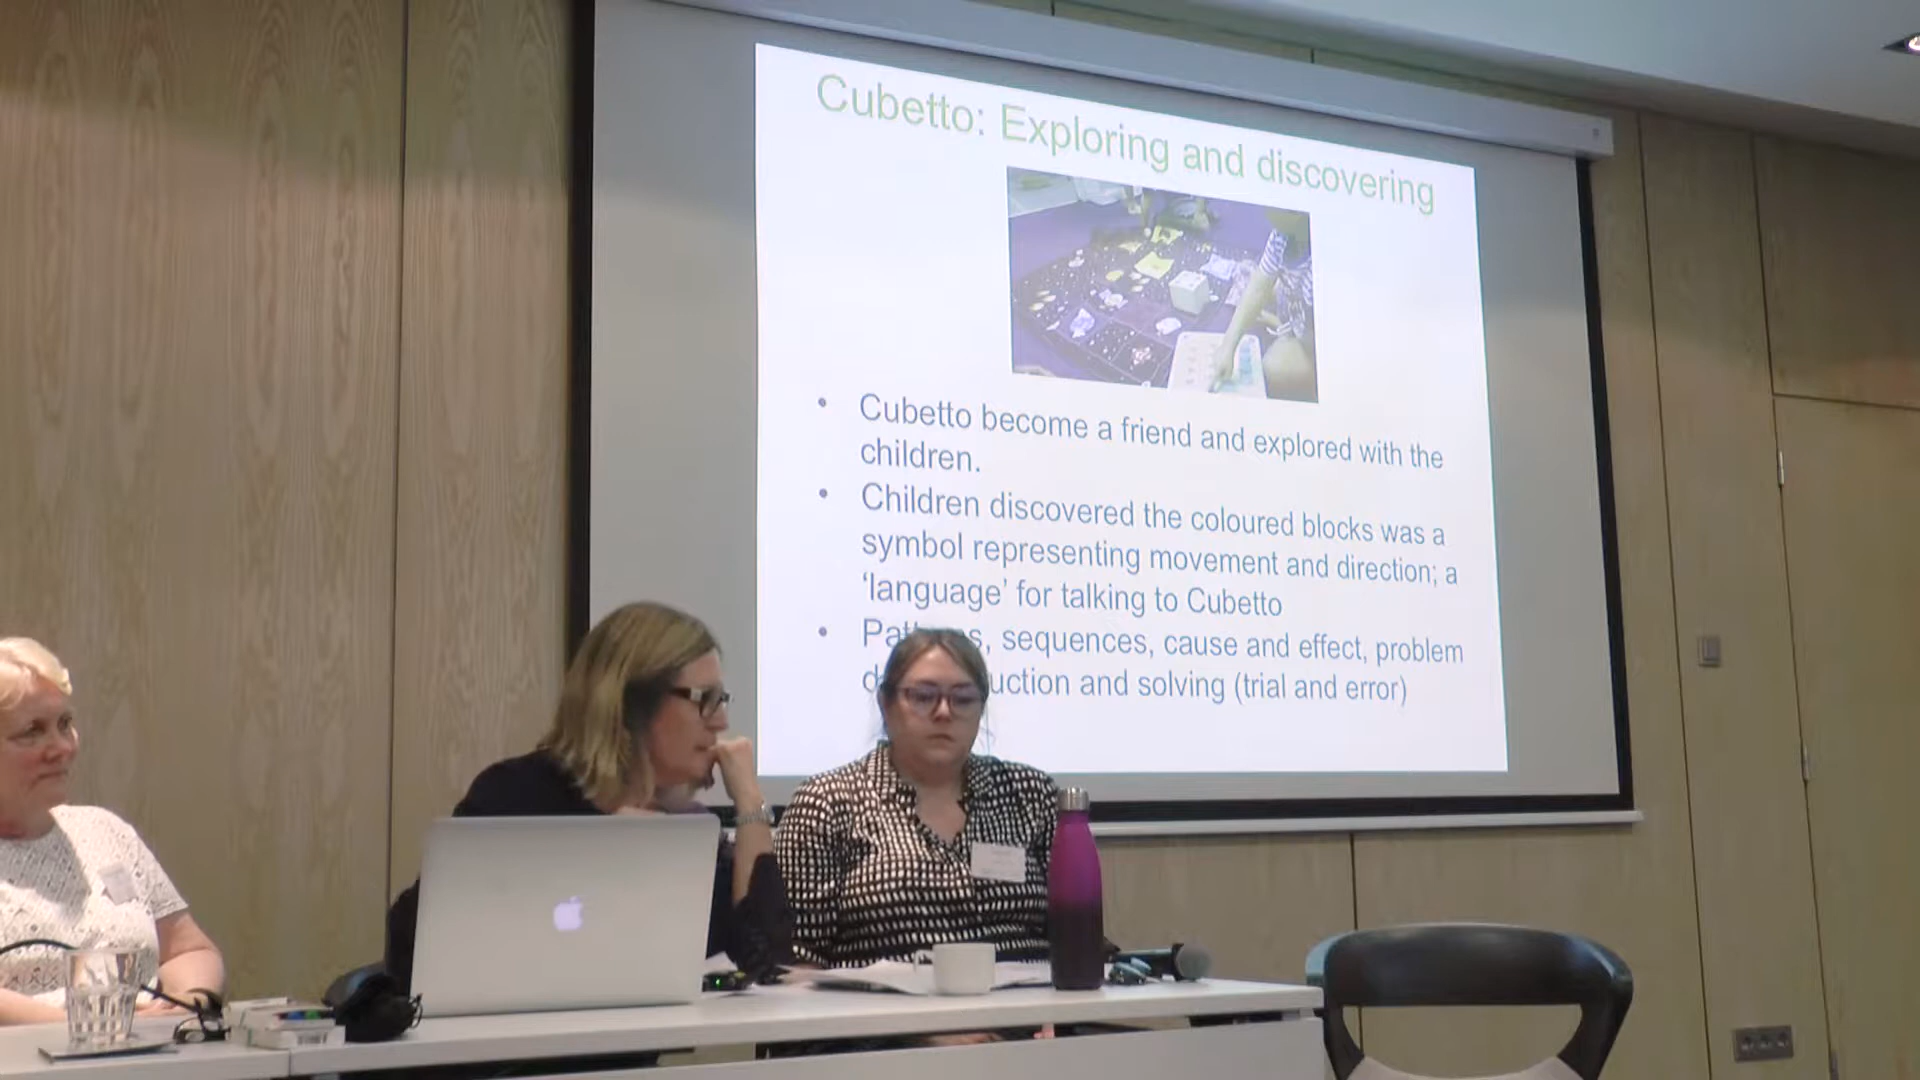 Cubetto: Exploring and discovering
• Cubetto become a friend and explored with the
children.
• Children discovered the coloured blocks was a
symbol representing movement and direction; a
‘language’ for talking to Cubetto
• sequences, cause and effect, problem
and solving (trial and error)